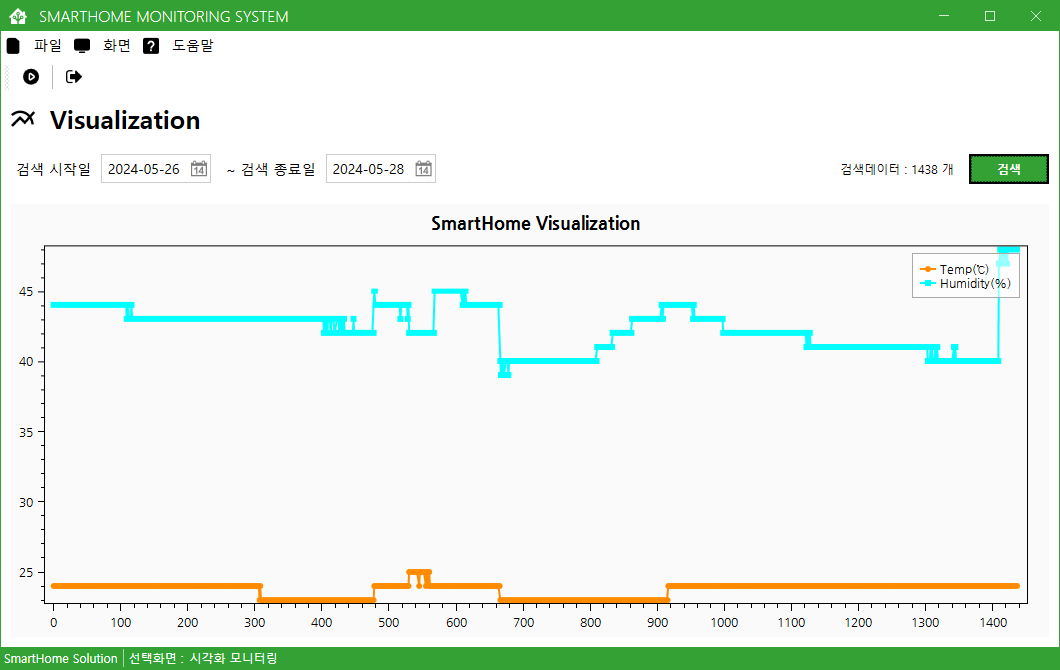 SMARTHOME MONITORING SYSTEM
파일 화면 ? 도움말
Visualization
검색 시작일 2024-05-26 14 ~ 검색 종료일 2024-05-28 14 검색데이터 : 1438 개 검색
SmartHome Visualization
Temp(℃)
Humidity(%)
45
40
35
30
25
0 100 200 300 400 500 600 700 800 900 1000 1100 1200 1300 1400
SmartHome Solution 선택화면 : 시각화 모니터링